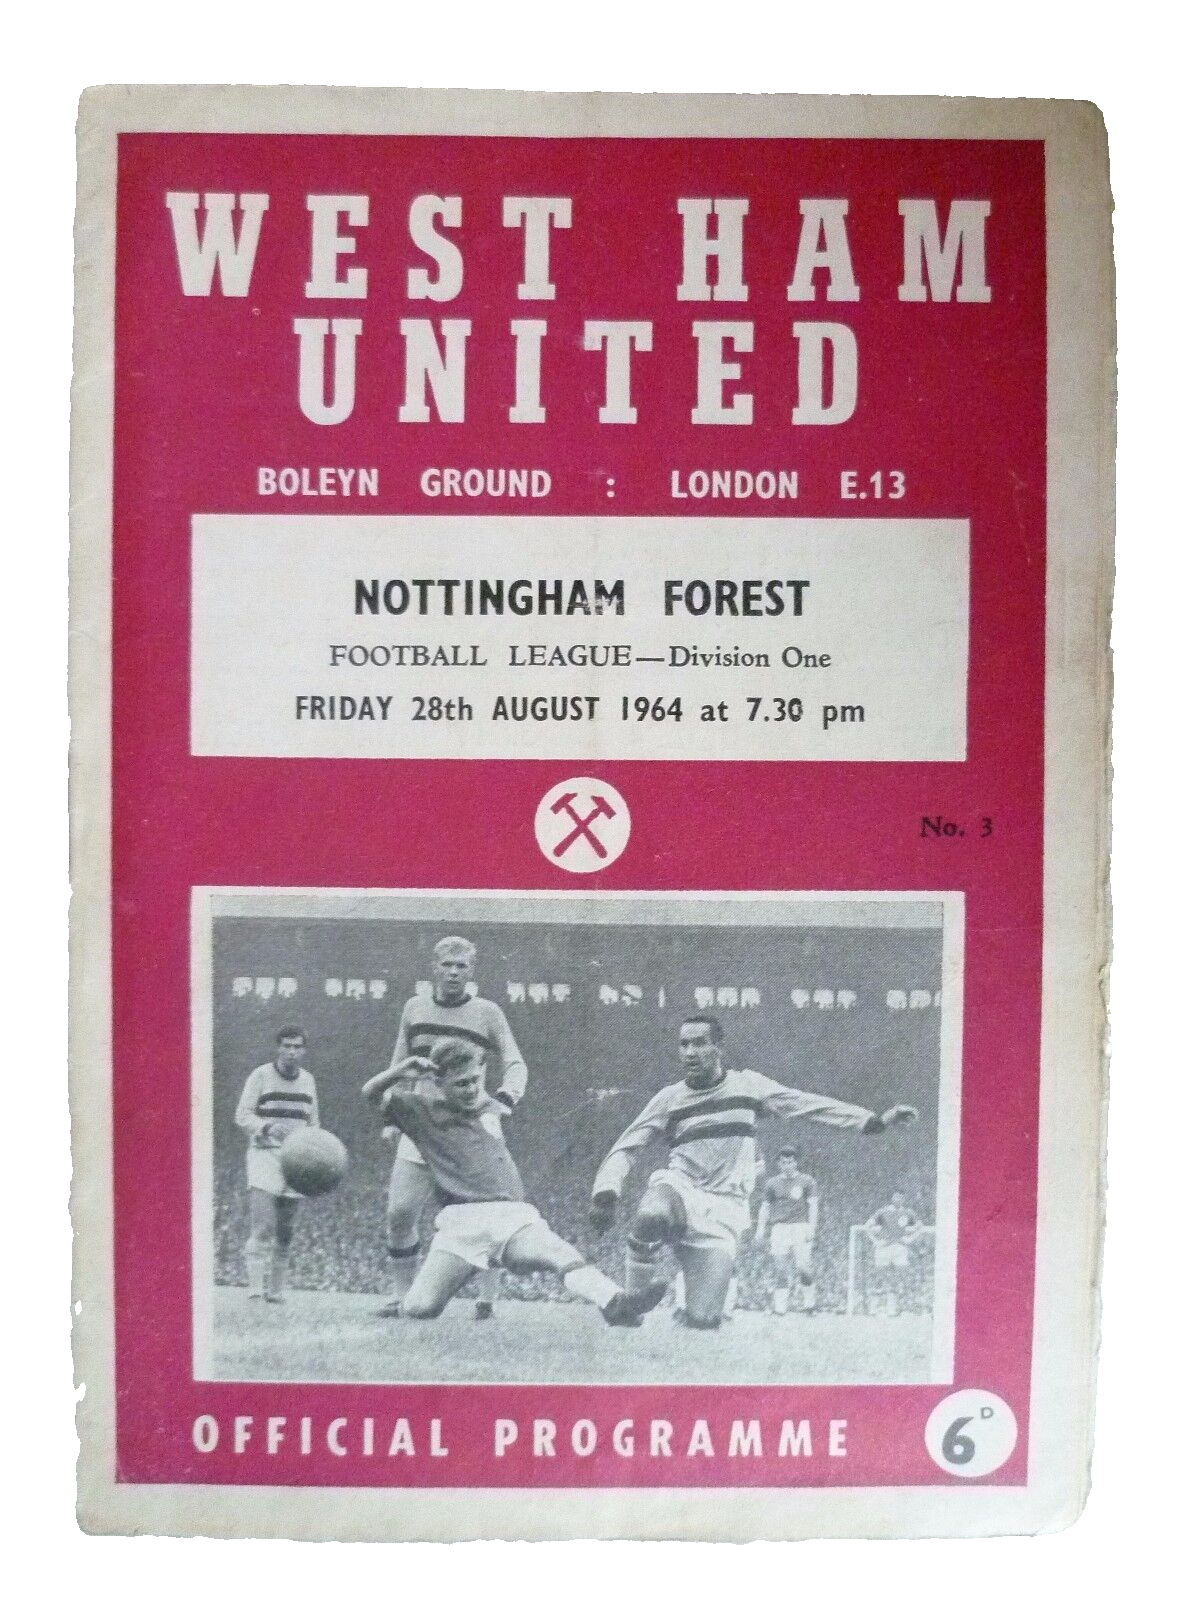 WEST HAM
UNITED
BOLEYN GROUND : LONDON E.13
NOTTINGHAM FOREST
FOOTBALL LEAGUE—Division One
FRIDAY 28th AUGUST 1964 at 7.30 pm
No. 3
OFFICIAL PROGRAMME
6D